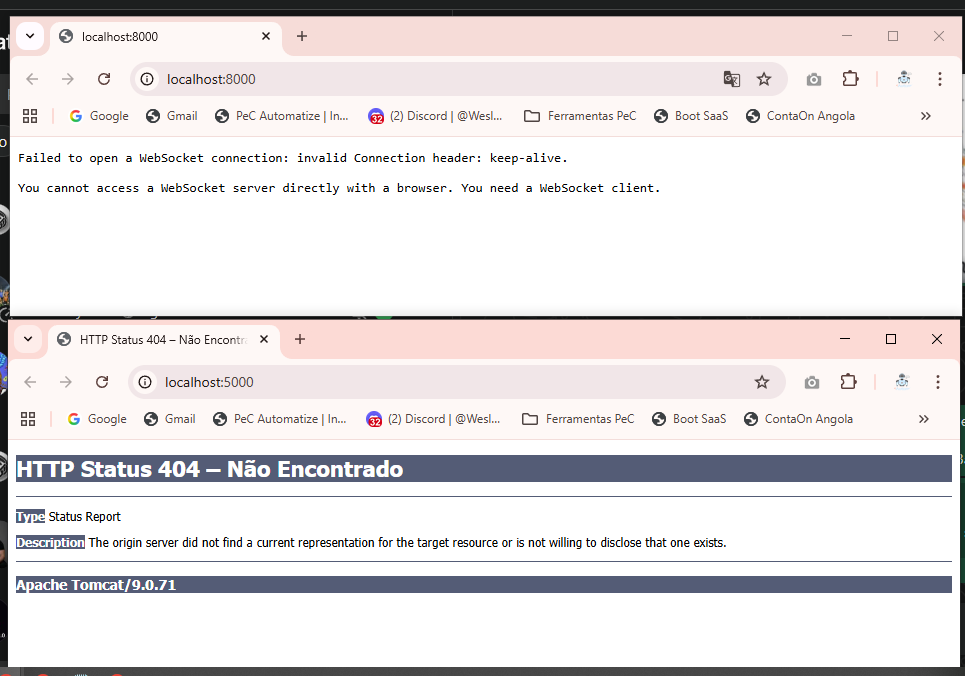 localhost:8000
localhost:8000
Google
Gmail
PeC Automatize | In...
32
(2) Discord | @Wesl...
Ferramentas PeC
Boot SaaS
ContaOn Angola
Failed to open a WebSocket connection: invalid Connection header: keep-alive.
You cannot access a WebSocket server directly with a browser. You need a WebSocket client.
HTTP Status 404 – Não Encontr
localhost:5000
Google
Gmail
PeC Automatize | In...
32
(2) Discord | @Wesl...
Ferramentas PeC
Boot SaaS
ContaOn Angola
HTTP Status 404 – Não Encontrado
Type Status Report
Description The origin server did not find a current representation for the target resource or is not willing to disclose that one exists.
Apache Tomcat/9.0.71